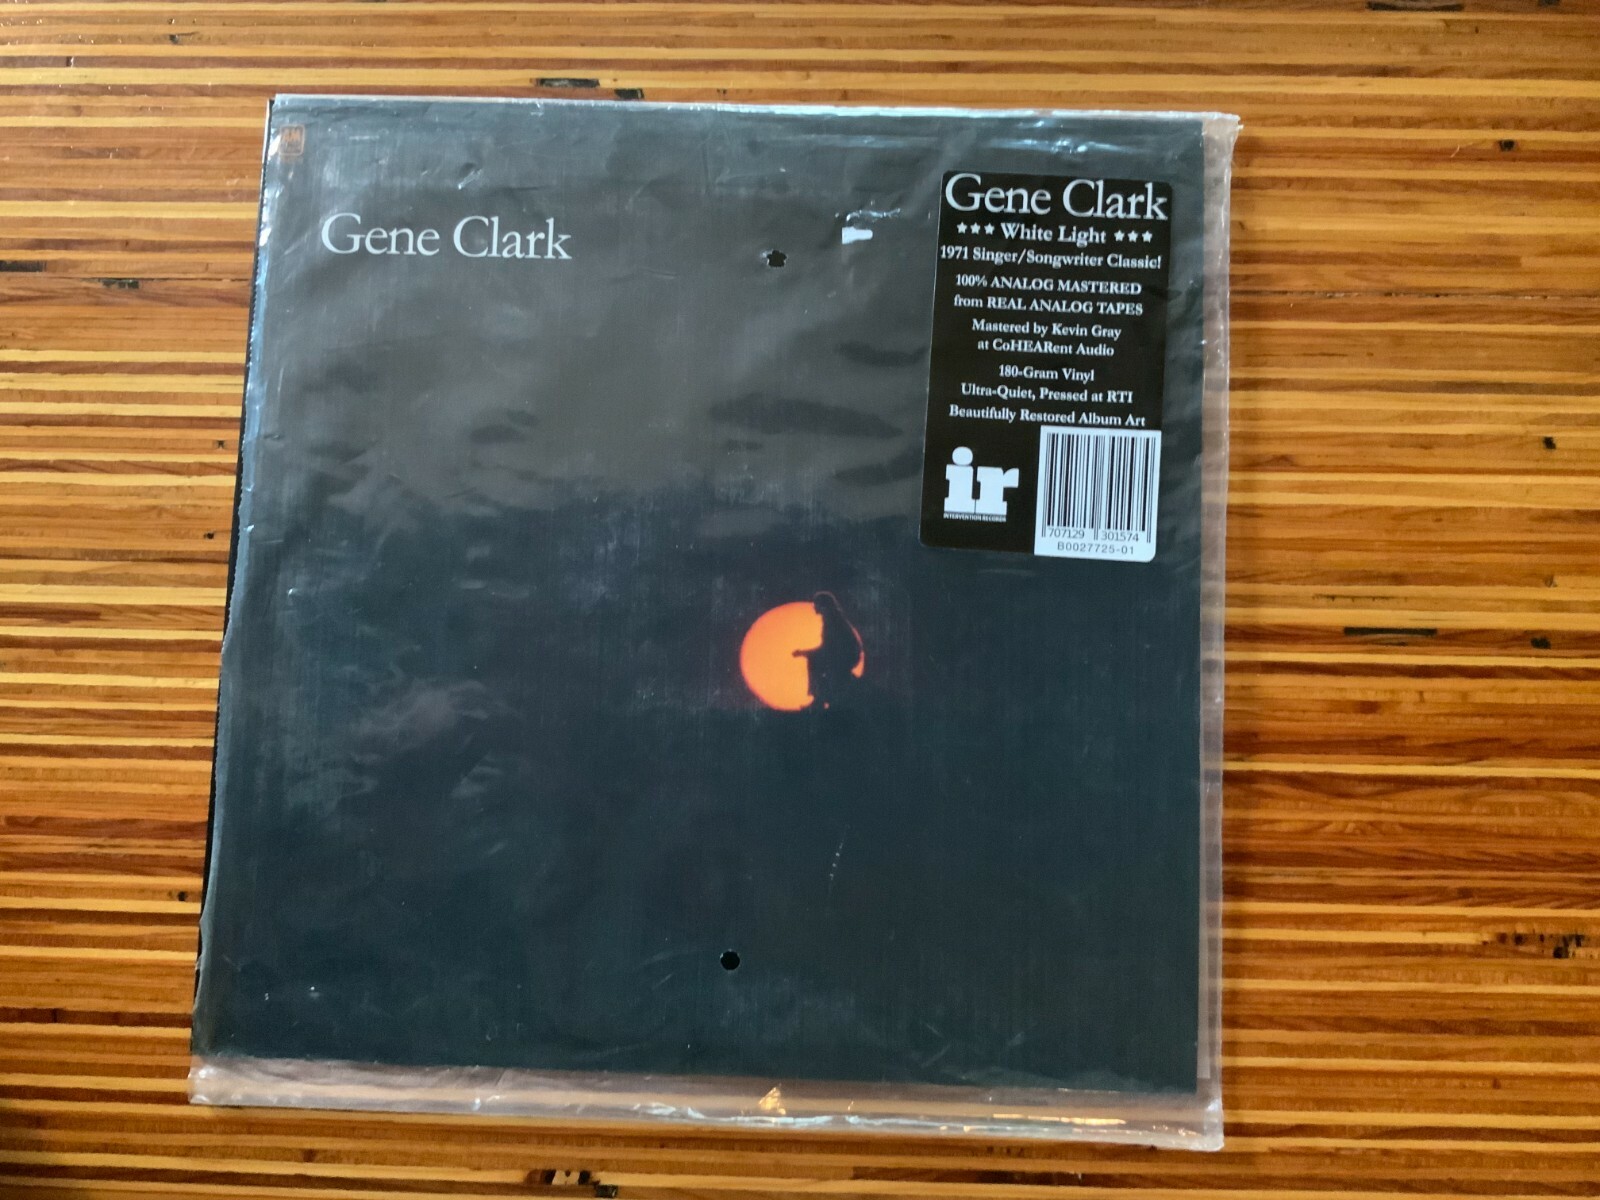 AM
Gene Clark
Gene Clark
★★★ White Light ★★★
1971 Singer/Songwriter Classic!
100% ANALOG MASTERED
from REAL ANALOG TAPES
Mastered by Kevin Gray
at CoHEARent Audio
180-Gram Vinyl
Ultra-Quiet, Pressed at RTI
Beautifully Restored Album Art
ir
INTERVENTION RECORDS
707129 301574
B0027725-01